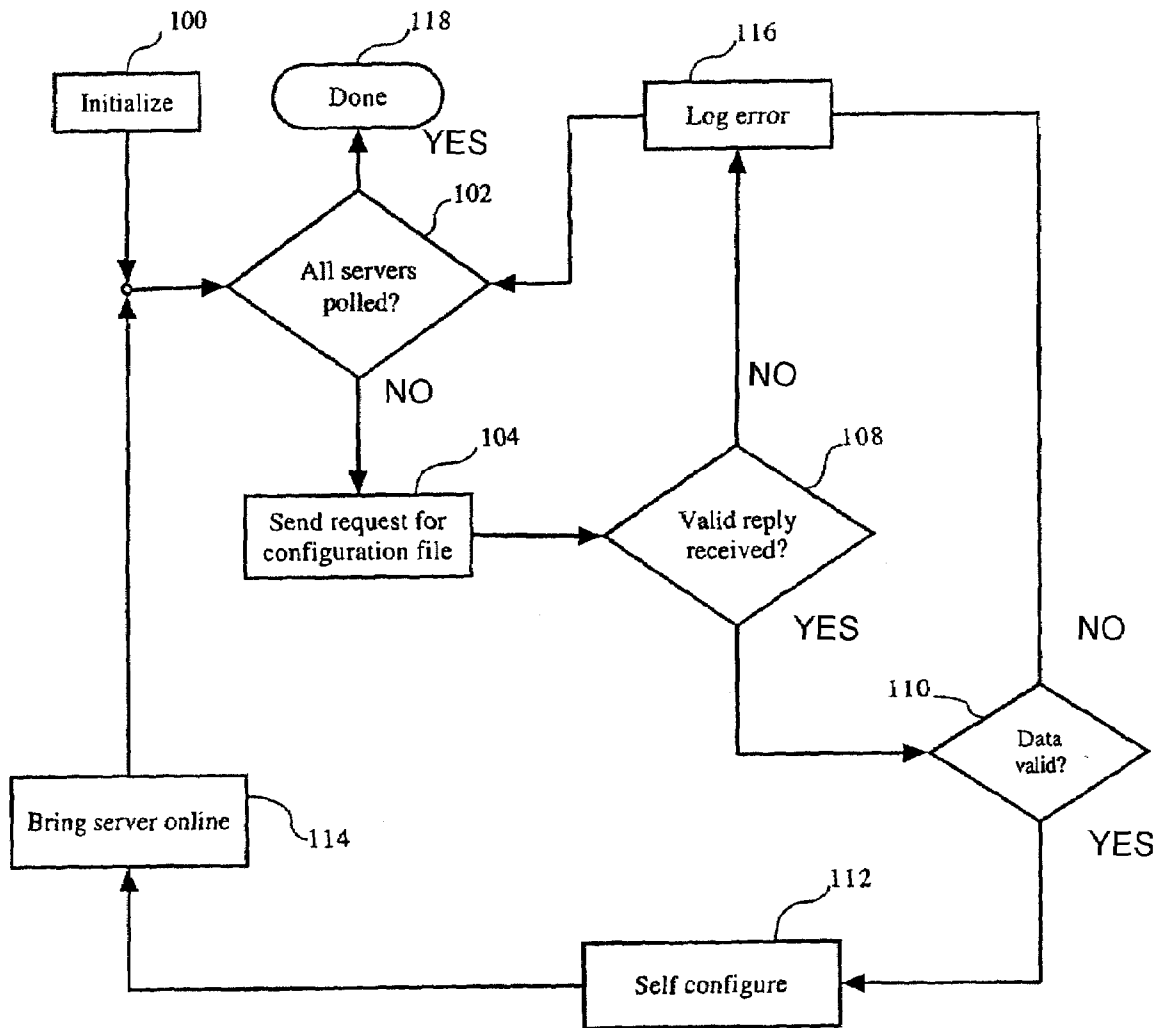 100
Initialize
118
Done
YES
116
Log error
102
All servers
polled?
NO
104
Send request for
configuration file
NO
108
Valid reply
received?
YES
NO
110
Data
valid?
YES
Bring server online
114
112
Self configure